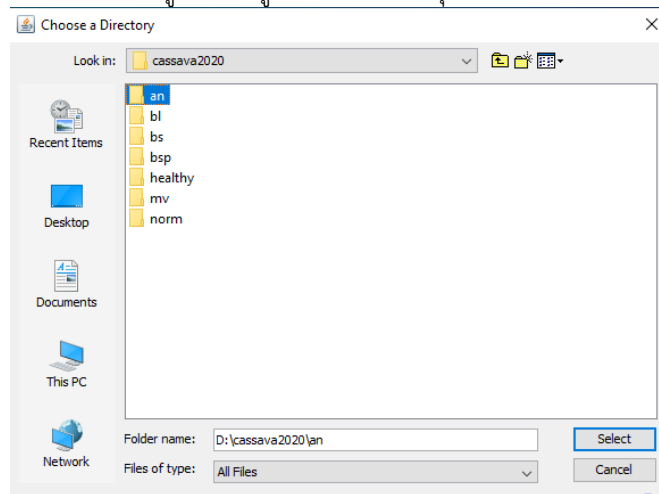 Choose a Directory
Look in: cassava2020
an
bl
bs
bsp
healthy
mv
norm
Recent Items
Desktop
Documents
This PC
Network
Folder name: D:\cassava2020\an Select
Files of type: All Files Cancel